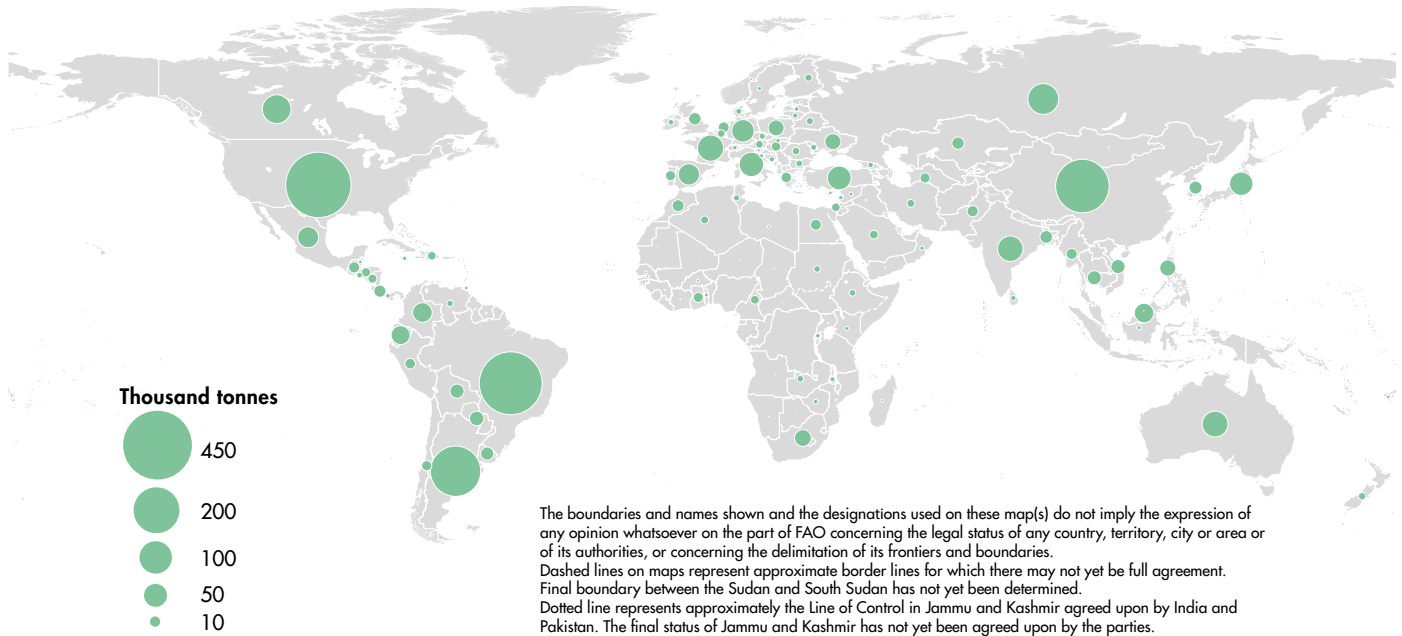 Thousand tonnes
450
200
100
50
10
The boundaries and names shown and the designations used on these map(s) do not imply the expression of
any opinion whatsoever on the part of FAO concerning the legal status of any country, territory, city or area or
of its authorities, or concerning the delimitation of its frontiers and boundaries.
Dashed lines on maps represent approximate border lines for which there may not yet be full agreement.
Final boundary between the Sudan and South Sudan has not yet been determined.
Dotted line represents approximately the Line of Control in Jammu and Kashmir agreed upon by India and
Pakistan. The final status of Jammu and Kashmir has not yet been agreed upon by the parties.